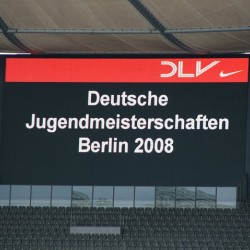 DLV
Deutsche
Jugendmeisterschaften
Berlin 2008